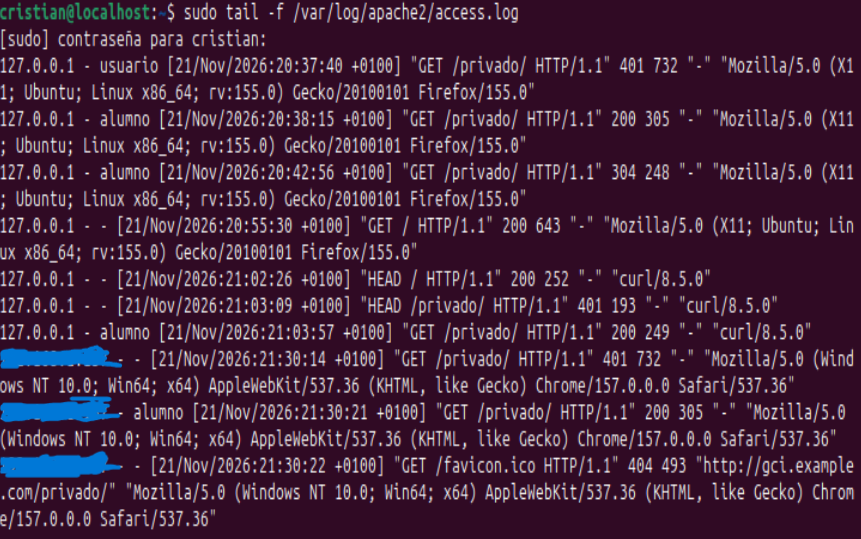 cristian@localhost:~$ sudo tail -f /var/log/apache2/access.log
[sudo] contraseña para cristian:
127.0.0.1 - usuario [21/Nov/2026:20:37:40 +0100] "GET /privado/ HTTP/1.1" 401 732 "-" "Mozilla/5.0 (X1
1; Ubuntu; Linux x86_64; rv:155.0) Gecko/20100101 Firefox/155.0"
127.0.0.1 - alumno [21/Nov/2026:20:38:15 +0100] "GET /privado/ HTTP/1.1" 200 305 "-" "Mozilla/5.0 (X11
; Ubuntu; Linux x86_64; rv:155.0) Gecko/20100101 Firefox/155.0"
127.0.0.1 - alumno [21/Nov/2026:20:42:56 +0100] "GET /privado/ HTTP/1.1" 304 248 "-" "Mozilla/5.0 (X11
; Ubuntu; Linux x86_64; rv:155.0) Gecko/20100101 Firefox/155.0"
127.0.0.1 - - [21/Nov/2026:20:55:30 +0100] "GET / HTTP/1.1" 200 643 "-" "Mozilla/5.0 (X11; Ubuntu; Lin
ux x86_64; rv:155.0) Gecko/20100101 Firefox/155.0"
127.0.0.1 - - [21/Nov/2026:21:02:26 +0100] "HEAD / HTTP/1.1" 200 252 "-" "curl/8.5.0"
127.0.0.1 - - [21/Nov/2026:21:03:09 +0100] "HEAD /privado/ HTTP/1.1" 401 193 "-" "curl/8.5.0"
127.0.0.1 - alumno [21/Nov/2026:21:03:57 +0100] "GET /privado/ HTTP/1.1" 200 249 "-" "curl/8.5.0"
- - [21/Nov/2026:21:30:14 +0100] "GET /privado/ HTTP/1.1" 401 732 "-" "Mozilla/5.0 (Wind
ows NT 10.0; Win64; x64) AppleWebKit/537.36 (KHTML, like Gecko) Chrome/157.0.0.0 Safari/537.36"
- alumno [21/Nov/2026:21:30:21 +0100] "GET /privado/ HTTP/1.1" 200 305 "-" "Mozilla/5.0
(Windows NT 10.0; Win64; x64) AppleWebKit/537.36 (KHTML, like Gecko) Chrome/157.0.0.0 Safari/537.36"
- - [21/Nov/2026:21:30:22 +0100] "GET /favicon.ico HTTP/1.1" 404 493 "http://gci.example
.com/privado/" "Mozilla/5.0 (Windows NT 10.0; Win64; x64) AppleWebKit/537.36 (KHTML, like Gecko) Chrom
e/157.0.0.0 Safari/537.36"